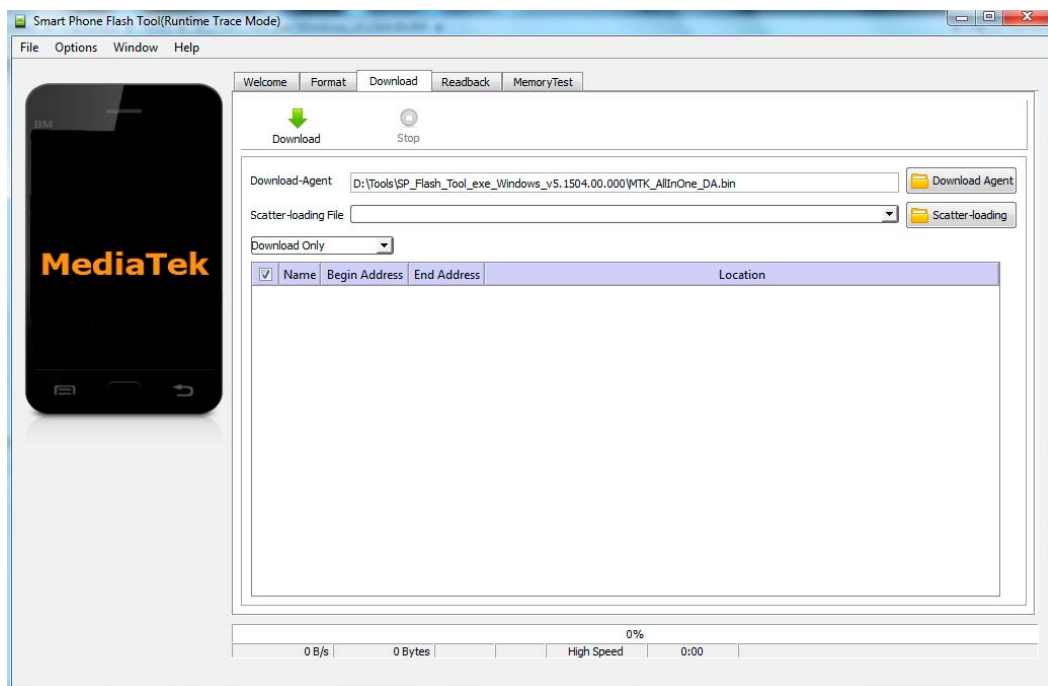 Smart Phone Flash Tool(Runtime Trace Mode)
File Options Window Help
Welcome Format Download Readback MemoryTest
BM
Download Stop
Download-Agent D:\Tools\SP_Flash_Tool_exe_Windows_v5.1504.00.000\MTK_AllInOne_DA.bin Download Agent
Scatter-loading File Scatter-loading
Download Only
MediaTek
Name Begin Address End Address Location
0%
0 B/s 0 Bytes High Speed 0:00